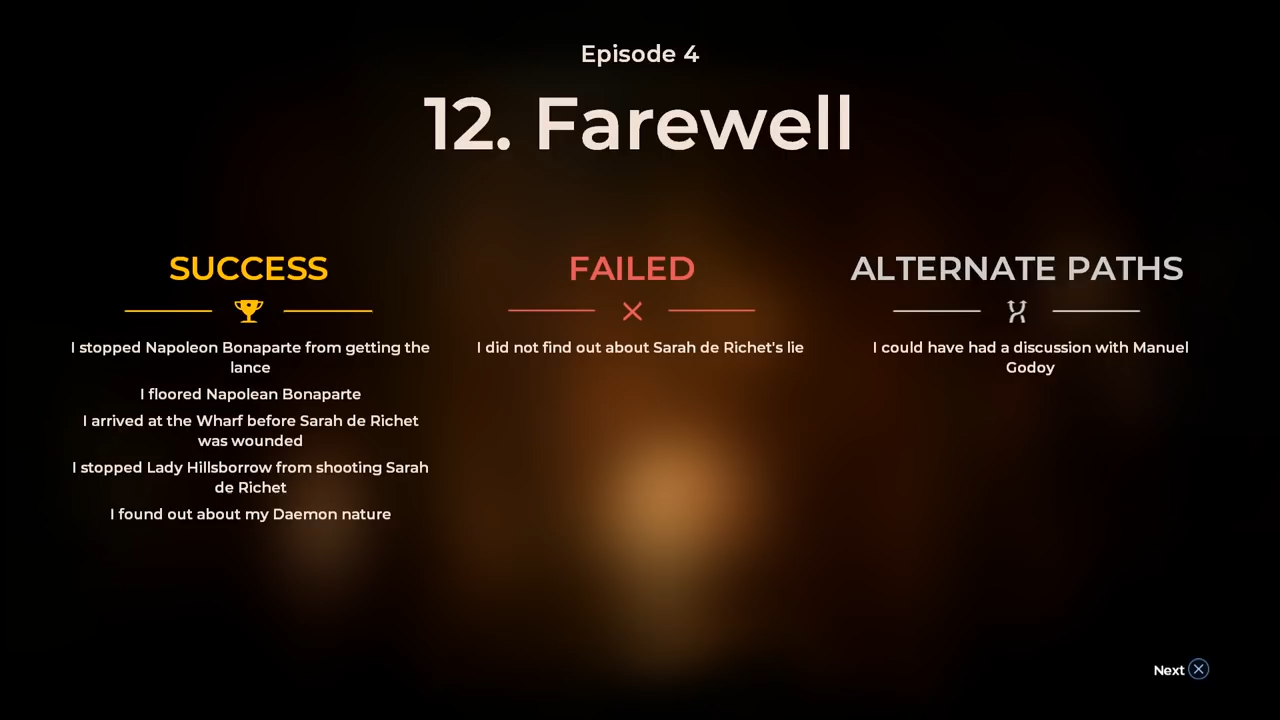 Episode 4
12. Farewell
SUCCESS
I stopped Napoleon Bonaparte from getting the
lance
I floored Napolean Bonaparte
I arrived at the Wharf before Sarah de Richet
was wounded
I stopped Lady Hillsborrow from shooting Sarah
de Richet
I found out about my Daemon nature
FAILED
I did not find out about Sarah de Richet's lie
ALTERNATE PATHS
I could have had a discussion with Manuel
Godoy
Next